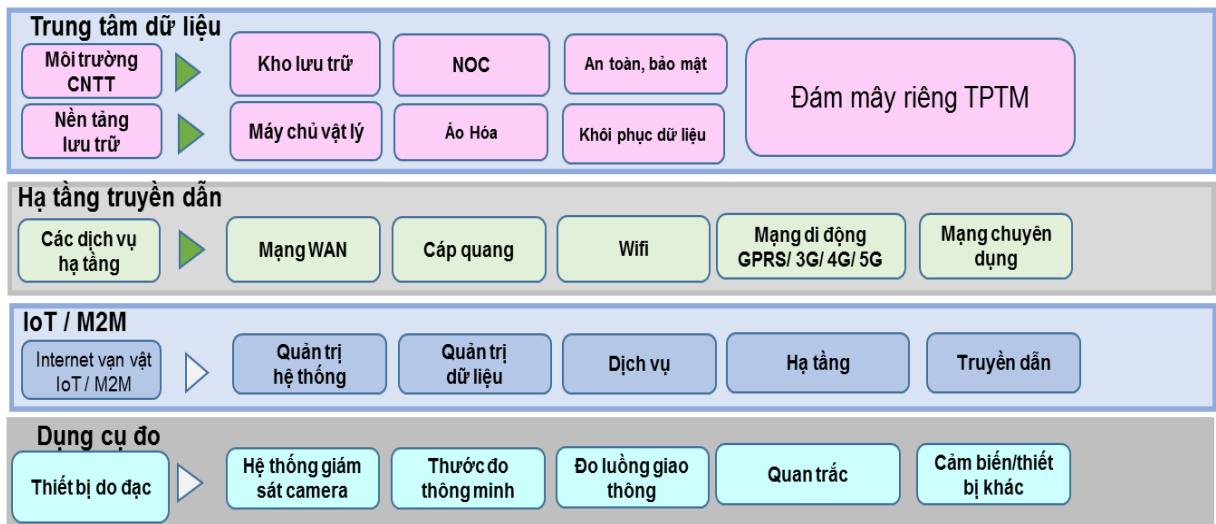 Trung tâm dữ liệu
Môi trường
CNTT
Kho lưu trữ
NOC
An toàn, bảo mật
Đám mây riêng TPTM
Nền tảng
lưu trữ
Máy chủ vật lý
Ảo Hóa
Khôi phục dữ liệu
Hạ tầng truyền dẫn
Các dịch vụ
hạ tầng
Mạng WAN
Cáp quang
Wifi
Mạng di động
GPRS/ 3G/ 4G/ 5G
Mạng chuyên
dụng
IoT / M2M
Internet vạn vật
IoT / M2M
Quản trị
hệ thống
Quản trị
dữ liệu
Dịch vụ
Hạ tầng
Truyền dẫn
Dụng cụ đo
Thiết bị do đạc
Hệ thống giám
sát camera
Thước đo
thông minh
Đo luồng giao
thông
Quan trắc
Cảm biến/thiết
bị khác